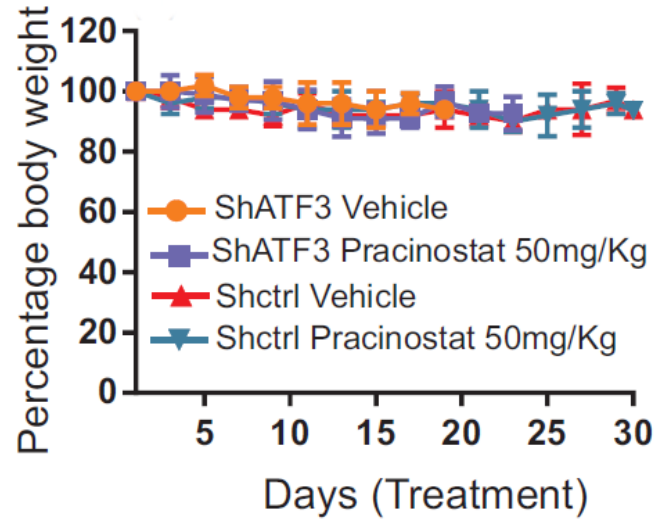 Percentage body weight
120
100
80
60
40
20
0
ShATF3 Vehicle
ShATF3 Pracinostat 50mg/Kg
Shctrl Vehicle
Shctrl Pracinostat 50mg/Kg
5 10 15 20 25 30
Days (Treatment)